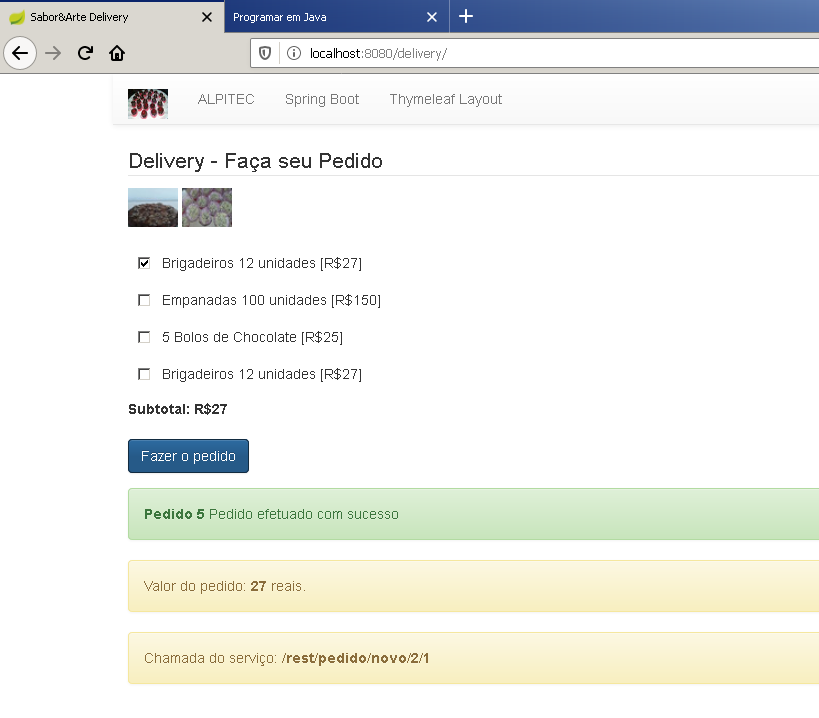 Sabor&Arte Delivery
Programar em Java
localhost:8080/delivery/
ALPITEC Spring Boot Thymeleaf Layout
Delivery - Faça seu Pedido
Brigadeiros 12 unidades [R$27]
Empanadas 100 unidades [R$150]
5 Bolos de Chocolate [R$25]
Brigadeiros 12 unidades [R$27]
Subtotal: R$27
Fazer o pedido
Pedido 5 Pedido efetuado com sucesso
Valor do pedido: 27 reais.
Chamada do serviço: /rest/pedido/novo/2/1